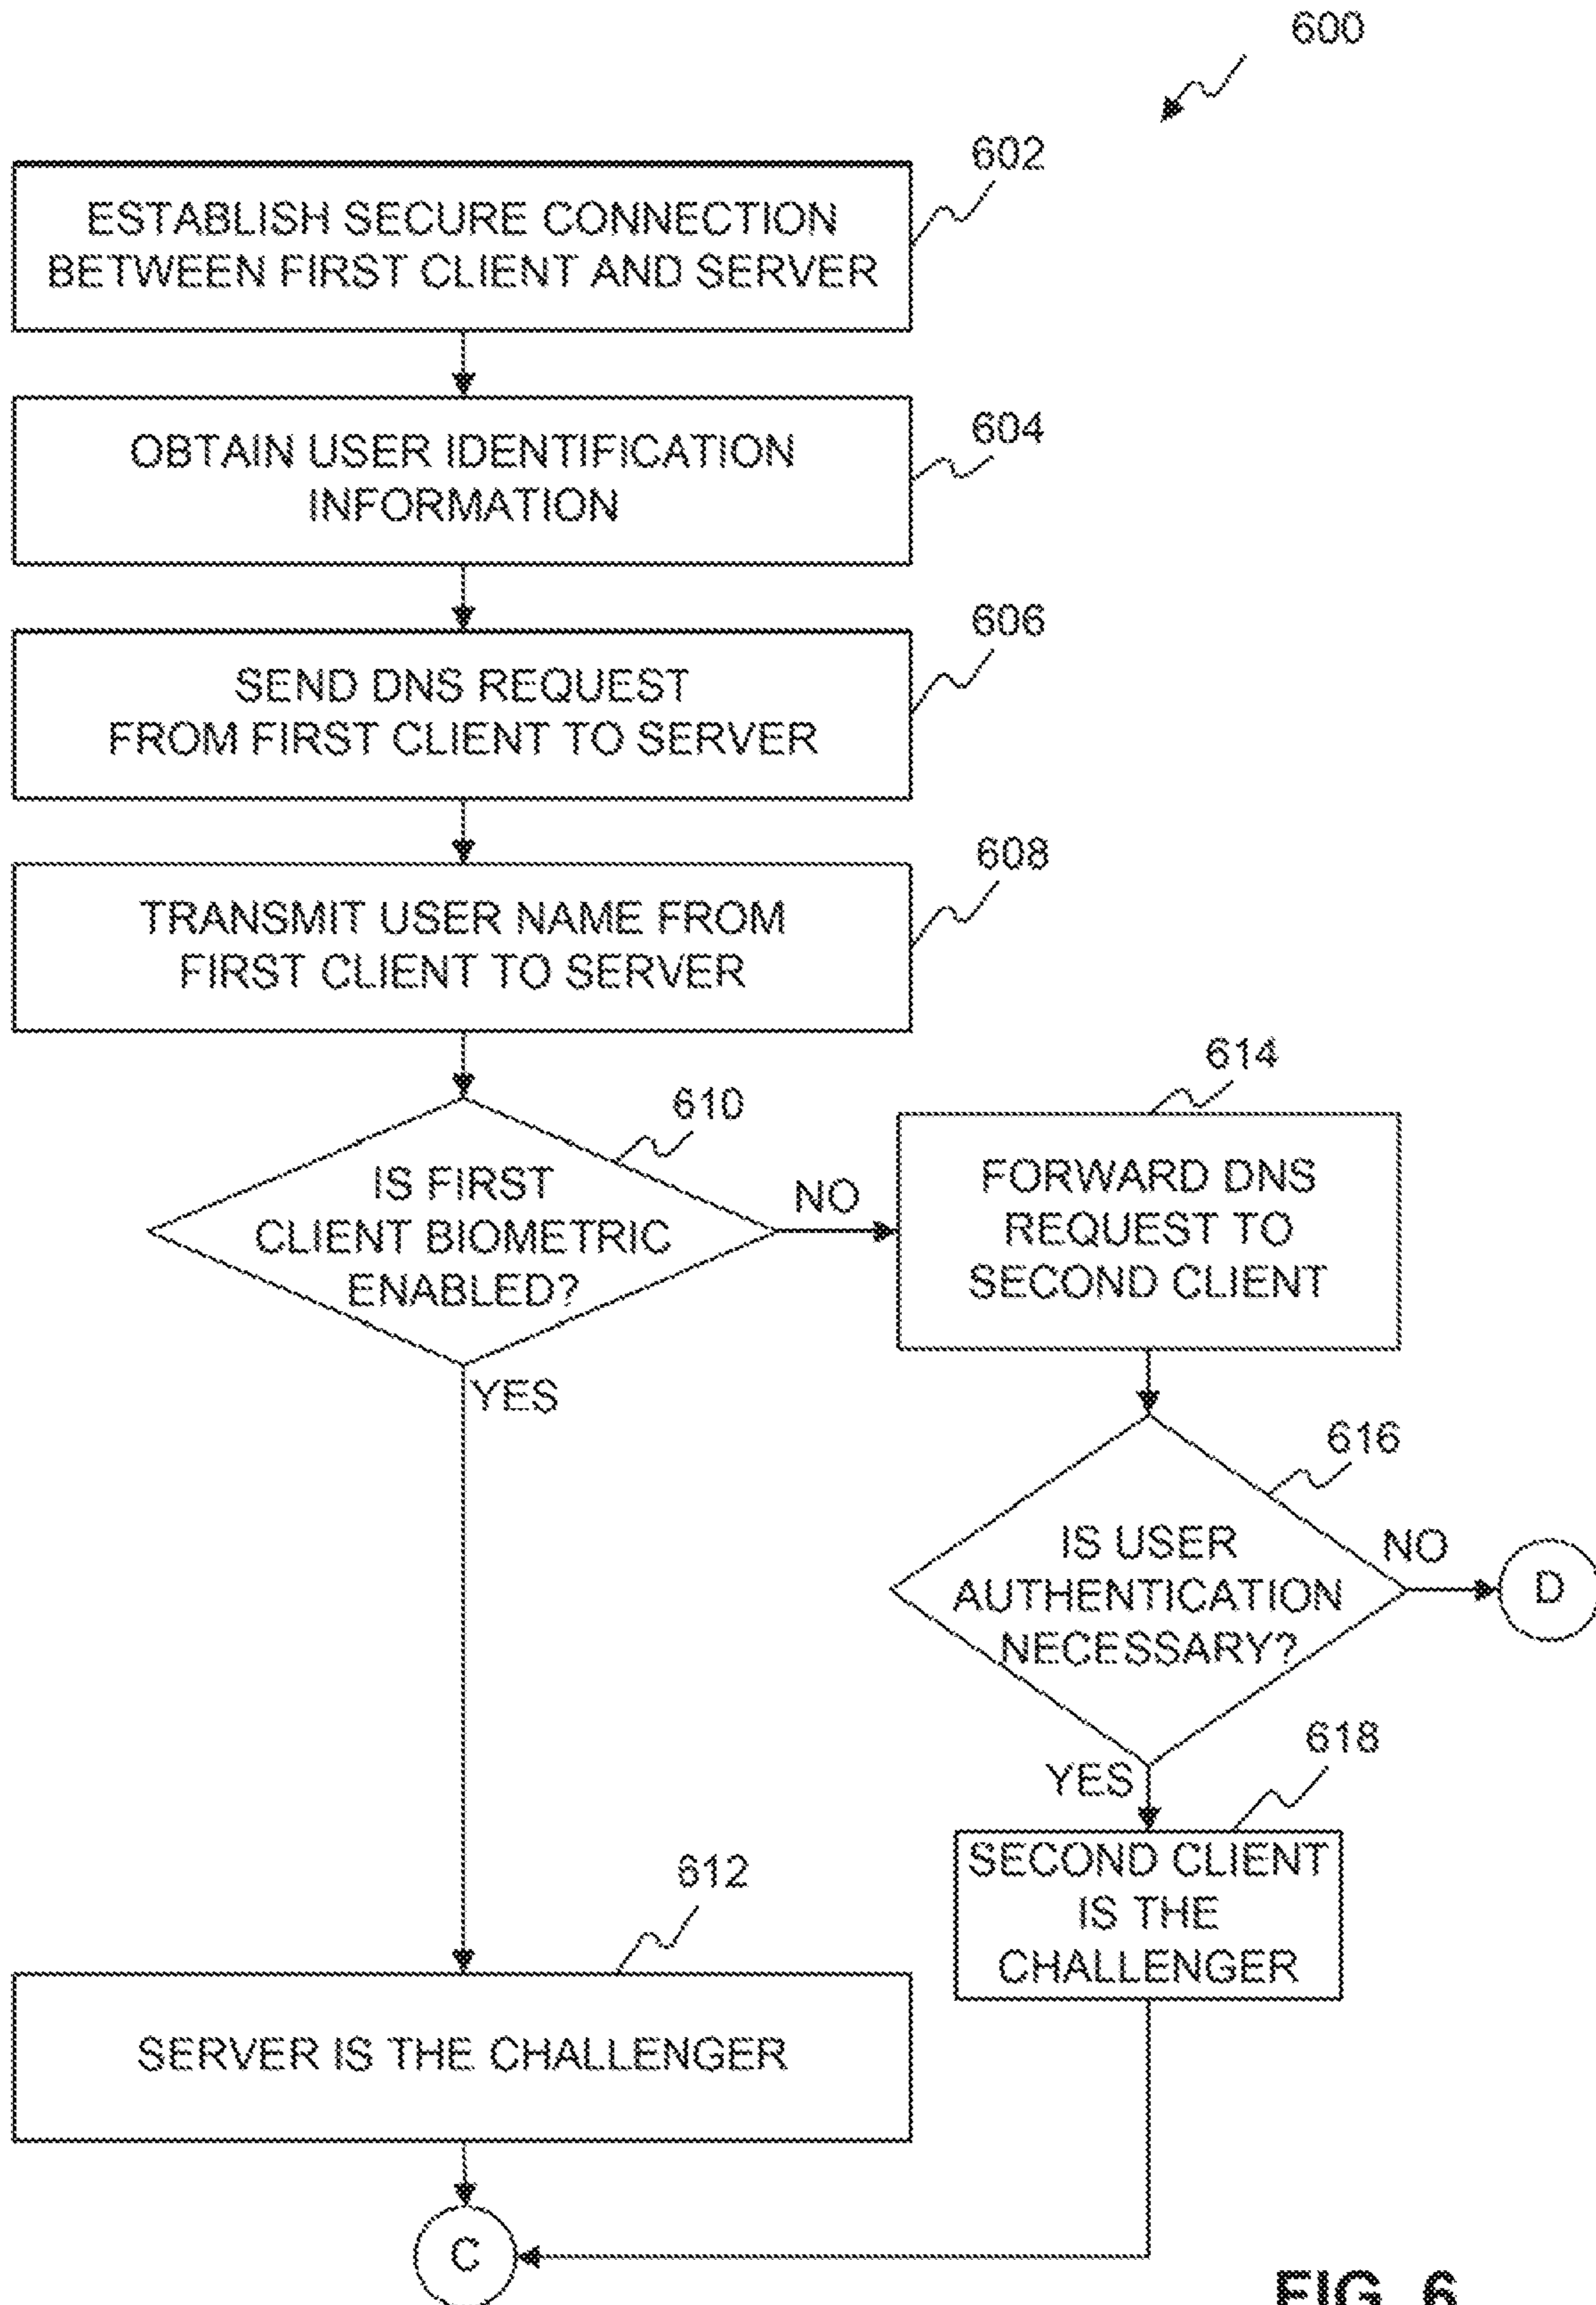 600
602
ESTABLISH SECURE CONNECTION
BETWEEN FIRST CLIENT AND SERVER
604
OBTAIN USER IDENTIFICATION
INFORMATION
606
SEND DNS REQUEST
FROM FIRST CLIENT TO SERVER
608
TRANSMIT USER NAME FROM
FIRST CLIENT TO SERVER
610
IS FIRST
CLIENT BIOMETRIC
ENABLED?
NO
YES
614
FORWARD DNS
REQUEST TO
SECOND CLIENT
616
IS USER
AUTHENTICATION
NECESSARY?
NO
D
YES
618
SECOND CLIENT
IS THE
CHALLENGER
612
SERVER IS THE CHALLENGER
C
FIG. 6